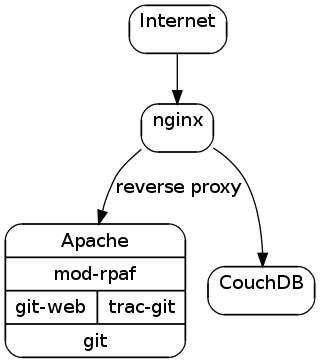 Internet
nginx
reverse proxy
Apache
mod-rpaf
git-web trac-git
git
CouchDB